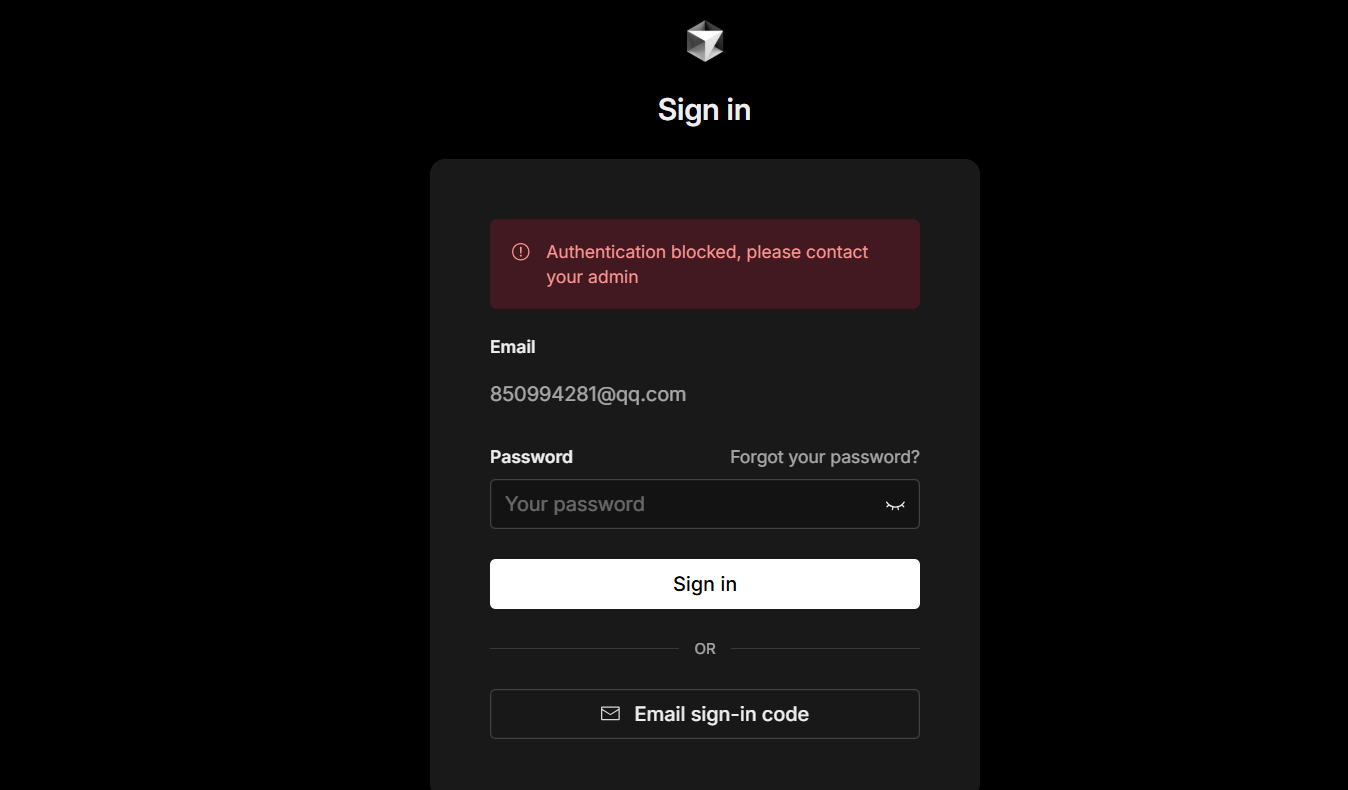 Sign in
Authentication blocked, please contact
your admin
Email
850994281@qq.com
Password
Forgot your password?
Your password
Sign in
OR
Email sign-in code